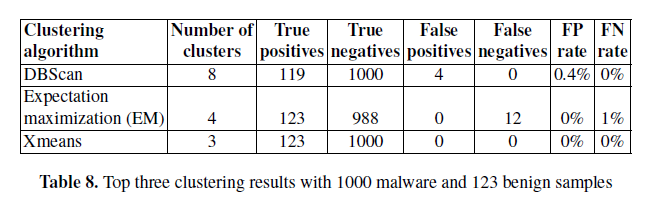 Clustering Number of True True False False FP FN
algorithm clusters positives negatives positives negatives rate rate
DBScan 8 119 1000 4 0 0.4% 0%
Expectation
maximization (EM) 4 123 988 0 12 0% 1%
Xmeans 3 123 1000 0 0 0% 0%
Table 8. Top three clustering results with 1000 malware and 123 benign samples